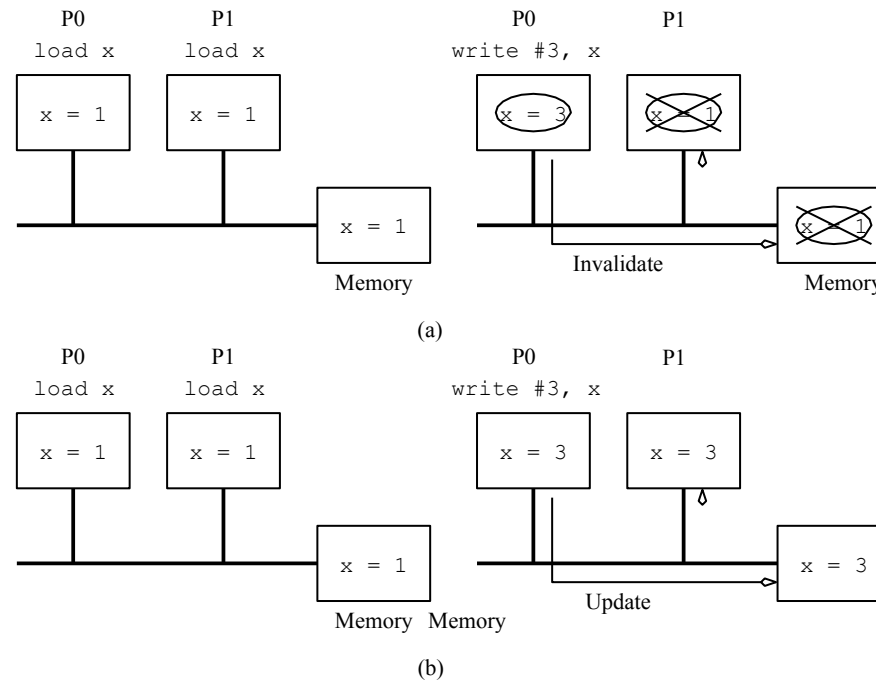 P0 P1 P0 P1
load x load x write #3, x
x = 1 x = 1 x = 3 x = 1
x = 1 x = 1
Invalidate
Memory Memory
(a)
P0 P1 P0 P1
load x load x write #3, x
x = 1 x = 1 x = 3 x = 3
x = 1 x = 3
Update
Memory Memory
(b)